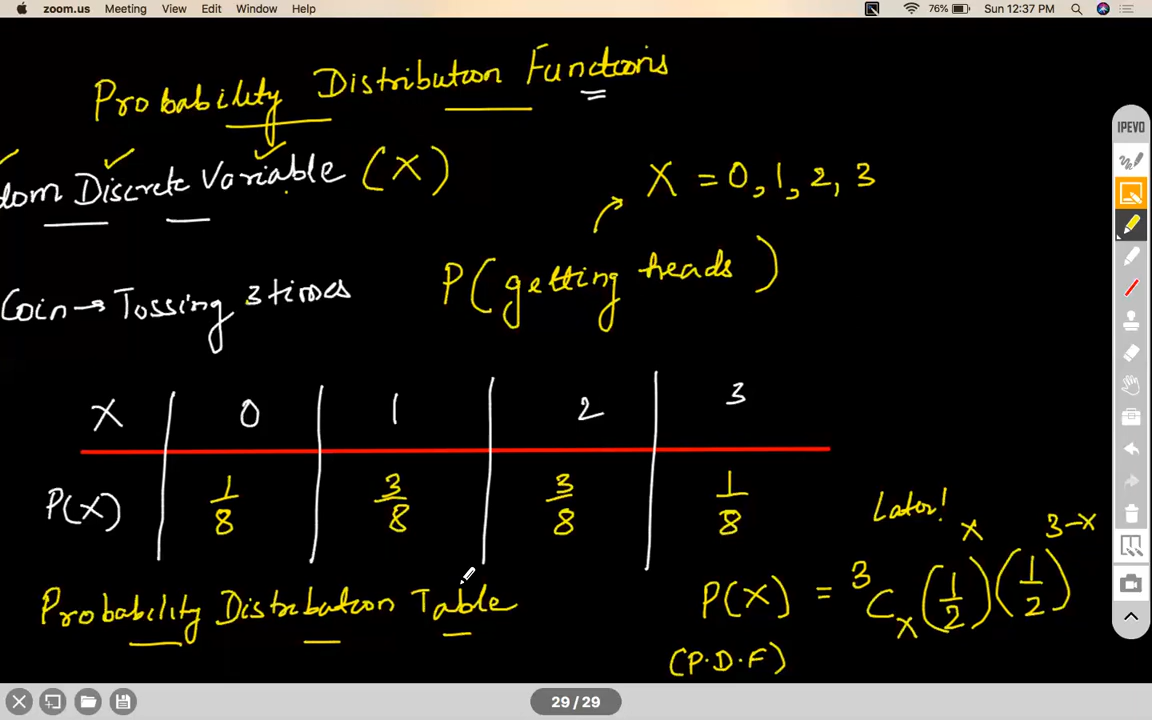 zoom.us Meeting View Edit Window Help 76% Sun 12:37 PM
Probability Distribution Functions
dom Discrete Variable (X)
X = 0, 1, 2, 3
P(getting heads)
Coin → Tossing 3 times
X 0 1 2 3
P(X) 1/8 3/8 3/8 1/8
Later!
P(X) = ³Cₓ (1/2)^x (1/2)^3-x
(P.D.F)
Probability Distribution Table
IPEVO
29 / 29